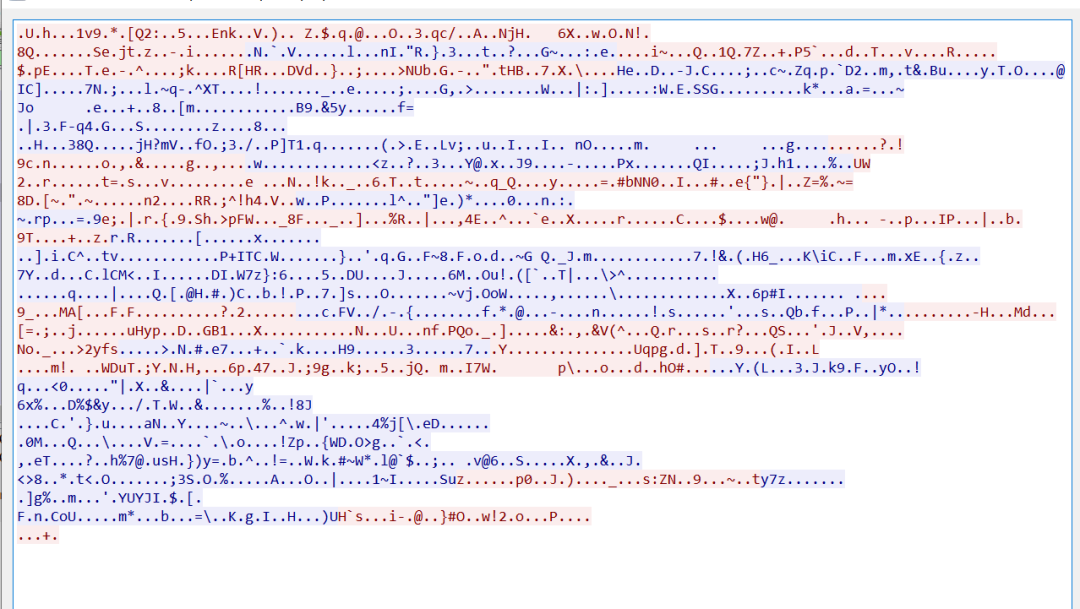 .U.h...1v9.*.[Q2:..5...Enk..V.).. Z.$.q.@...O..3.qc/..A..NjH.   6X..w.O.N!.
8Q.......Se.jt.z..-.i.......N.`.V......l...nI."R.}.3...t..?...G~...:.e.....i~...Q..1Q.7Z..+.P5`...d..T...v....R.....
$.pE....T.e.-.^....;k....R[HR...DVd..}..;....>NUb.G.-..".tHB..7.X.\....He..D..-J.C....;..c~.Zq.p.`D2..m,.t&.Bu....y.T.O....@
IC].....7N.;...l.~q-.^XT....!........_..e.....;....G,.>........W...|:.].....:W.E.SSG..........k*...a.=...~
Jo      .e...+..8..[m............B9.&5y......f=
.|.3.F-q4.G...S........z....8...
..H...38Q.....jH?mV..fO.;3./..P]T1.q.......(.>.E..Lv;..u..I...I.. nO.....m.     ...     ...g..........?.!
9c.n.......o.,.&.....g..,....w............<z..?..3...Y@.x..J9....-.....Px.......QI.....;J.h1....%..UW
2..r......t=.s...v.........e ...N..!k.._..6.T..t.....~..q_Q....y.....=.#bNN0..I...#..e{"}.|..Z=%.~=
8D.[~.".~......n2....RR.;^!h4.V..w..P.......l^.."]e.)*....0...n.:.
~.rp...=.9e;.|.r.{.9.Sh.>pFW..._8F..._..]...%R..|...,4E..^...`e..X.....r......C....$....w@.     .h... -..p...IP...|..b.
9T....+..z.r.R.......[......x.......
..].i.C^..tv............P+ITC.W.......}..'.q.G..F~8.F.o.d..~G Q._J.m............7.!&.(.H6_...K\iC..F...m.xE..{.z..
7Y..d...C.lCM<..I......DI.W7z}:6....5..DU....J.....6M..Ou!.([`..T|...\>^............
......q....|....Q.[.@H.#.)C..b.!.P..7.]s...O.......~vj.OoW.....,......\.............X..6p#I....... ....
9_...MA[...F.F...........?.2........c.FV../.-.{........f.*.@...-....n......!.s......'...s..Qb.f...P..|*...........-H...Md...
[=.;..j......uHyp..D..GB1...X............N...U...nf.PQo._.].....&:.,.&V(^...Q.r...s..r?...QS...'.J..V,....
No._...>2yfs.....>.N.#.e7...+..`.k....H9......3......7...Y...............Uqpg.d.].T..9...(.I..L
....m!. ..WDuT.;Y.N.H,...6p.47..J.;9g..k;..5..jQ. m..I7W.        p\...o...d..hO#......Y.(L...3.J.k9.F..yO..!
q...<0....."|.X..&....|`...y
6x%...D%$&y.../.T.W..&.......%..!8J
....C.'.}.u....aN..Y....~..\...^.w.|'.....4%j[\.eD......
.0M...Q...\....V.=....`.\.o....!Zp..{WD.O>g..`.<.
,.eT....?..h%7@.usH.})y=.b.^..!=..W.k.#~W*.l@`$..;.. .v@6..S.....X.,.&..J.
<>8..*.t<.O.......;3S.O.%.....A...O..|....1~I.....Suz......p0..J.)...._...s:ZN..9...~..ty7z.......
.]g%..m...'.YUYJI.$.[.
F.n.CoU.....m*...b...=\..K.g.I..H...)UH`s...i-.@..}#O..w!2.o...P....
...+.